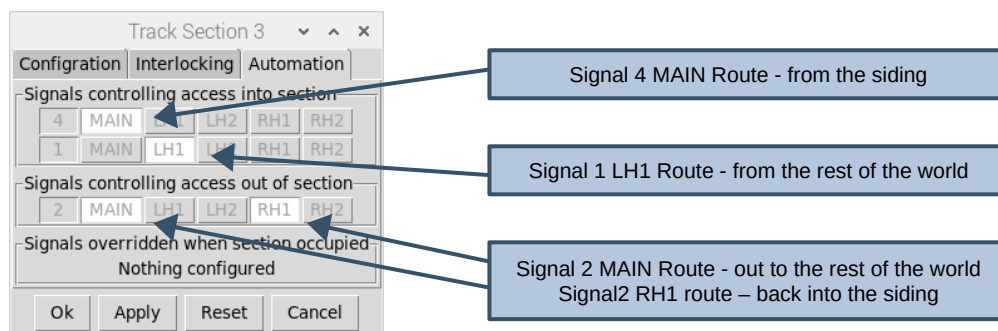 Track Section 3
Configration Interlocking Automation
Signals controlling access into section
4 MAIN LH1 LH2 RH1 RH2
1 MAIN LH1 LH2 RH1 RH2
Signals controlling access out of section
2 MAIN LH1 LH2 RH1 RH2
Signals overridden when section occupied
Nothing configured
Ok Apply Reset Cancel
Signal 4 MAIN Route - from the siding
Signal 1 LH1 Route - from the rest of the world
Signal 2 MAIN Route - out to the rest of the world
Signal2 RH1 route – back into the siding